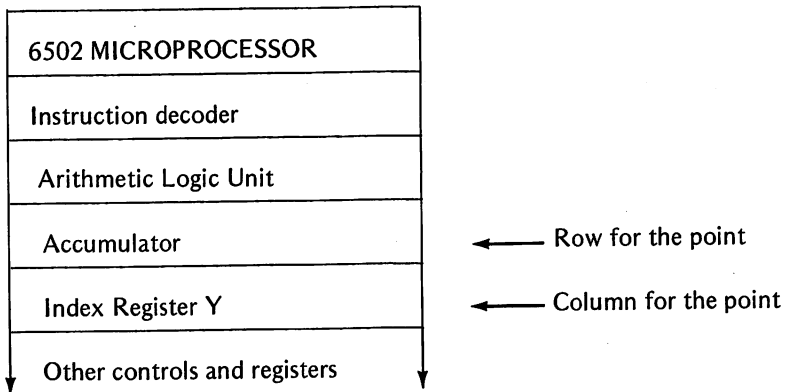 6502 MICROPROCESSOR
Instruction decoder
Arithmetic Logic Unit
Accumulator
Row for the point
Index Register Y
Column for the point
Other controls and registers